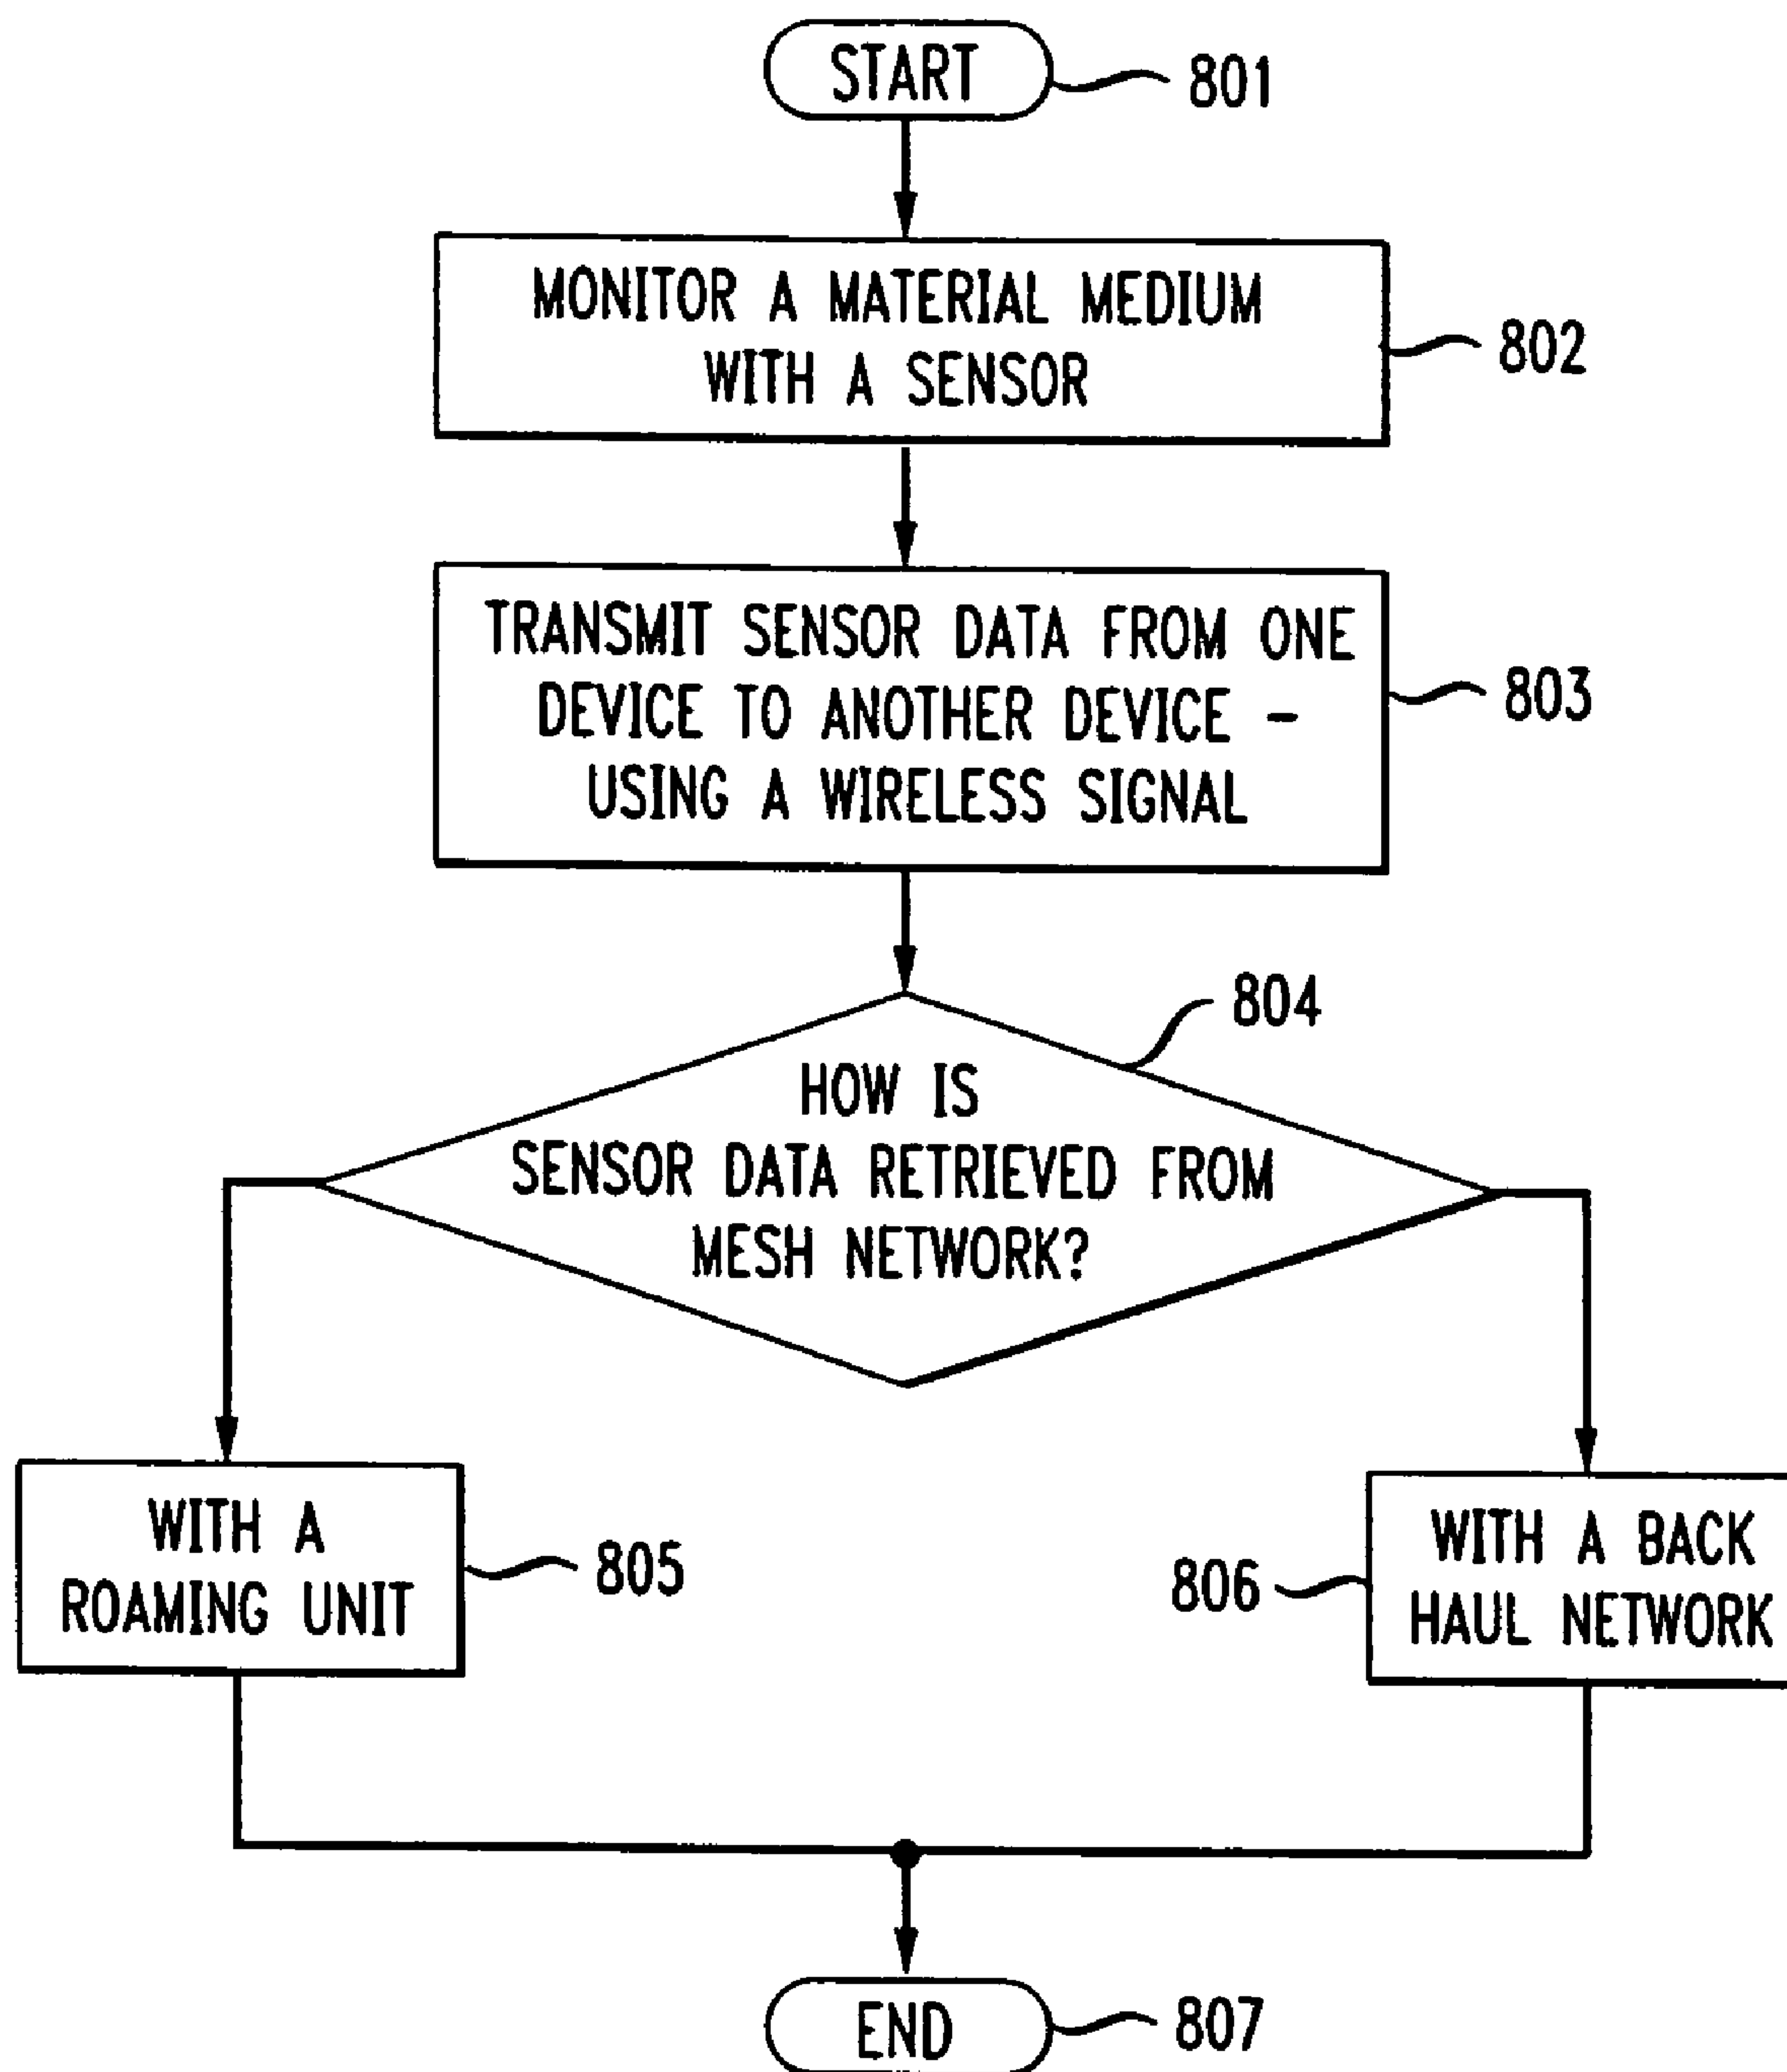 START
801
MONITOR A MATERIAL MEDIUM
WITH A SENSOR
802
TRANSMIT SENSOR DATA FROM ONE
DEVICE TO ANOTHER DEVICE -
USING A WIRELESS SIGNAL
803
804
HOW IS
SENSOR DATA RETRIEVED FROM
MESH NETWORK?
WITH A
ROAMING UNIT
805
806
WITH A BACK
HAUL NETWORK
END
807